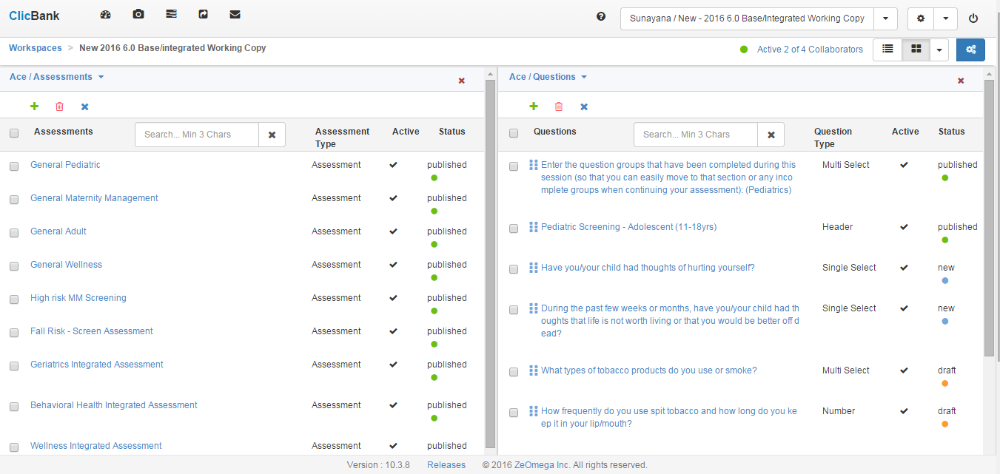 ClicBank
Sunayana / New - 2016 6.0 Base/Integrated Working Copy
Workspaces > New 2016 6.0 Base/integrated Working Copy
Active 2 of 4 Collaborators
Ace / Assessments
Assessments
Search... Min 3 Chars
Assessment
Type
Active
Status
General Pediatric Assessment published
General Maternity Management Assessment published
General Adult Assessment published
General Wellness Assessment published
High risk MM Screening Assessment published
Fall Risk - Screen Assessment Assessment published
Geriatrics Integrated Assessment Assessment published
Behavioral Health Integrated Assessment Assessment published
Wellness Integrated Assessment Assessment published
Ace / Questions
Questions
Search... Min 3 Chars
Question
Type
Active
Status
Enter the question groups that have been completed during this Multi Select published
session (so that you can easily move to that section or any inco
mplete groups when continuing your assessment): (Pediatrics)
Pediatric Screening - Adolescent (11-18yrs) Header published
Have you/your child had thoughts of hurting yourself? Single Select new
During the past few weeks or months, have you/your child had th Single Select new
oughts that life is not worth living or that you would be better off d
ead?
What types of tobacco products do you use or smoke? Multi Select draft
How frequently do you use spit tobacco and how long do you ke Number draft
ep it in your lip/mouth?
Version : 10.3.8 Releases © 2016 ZeOmega Inc. All rights reserved.